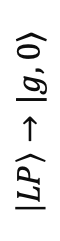 |LP⟩ → |g, 0⟩